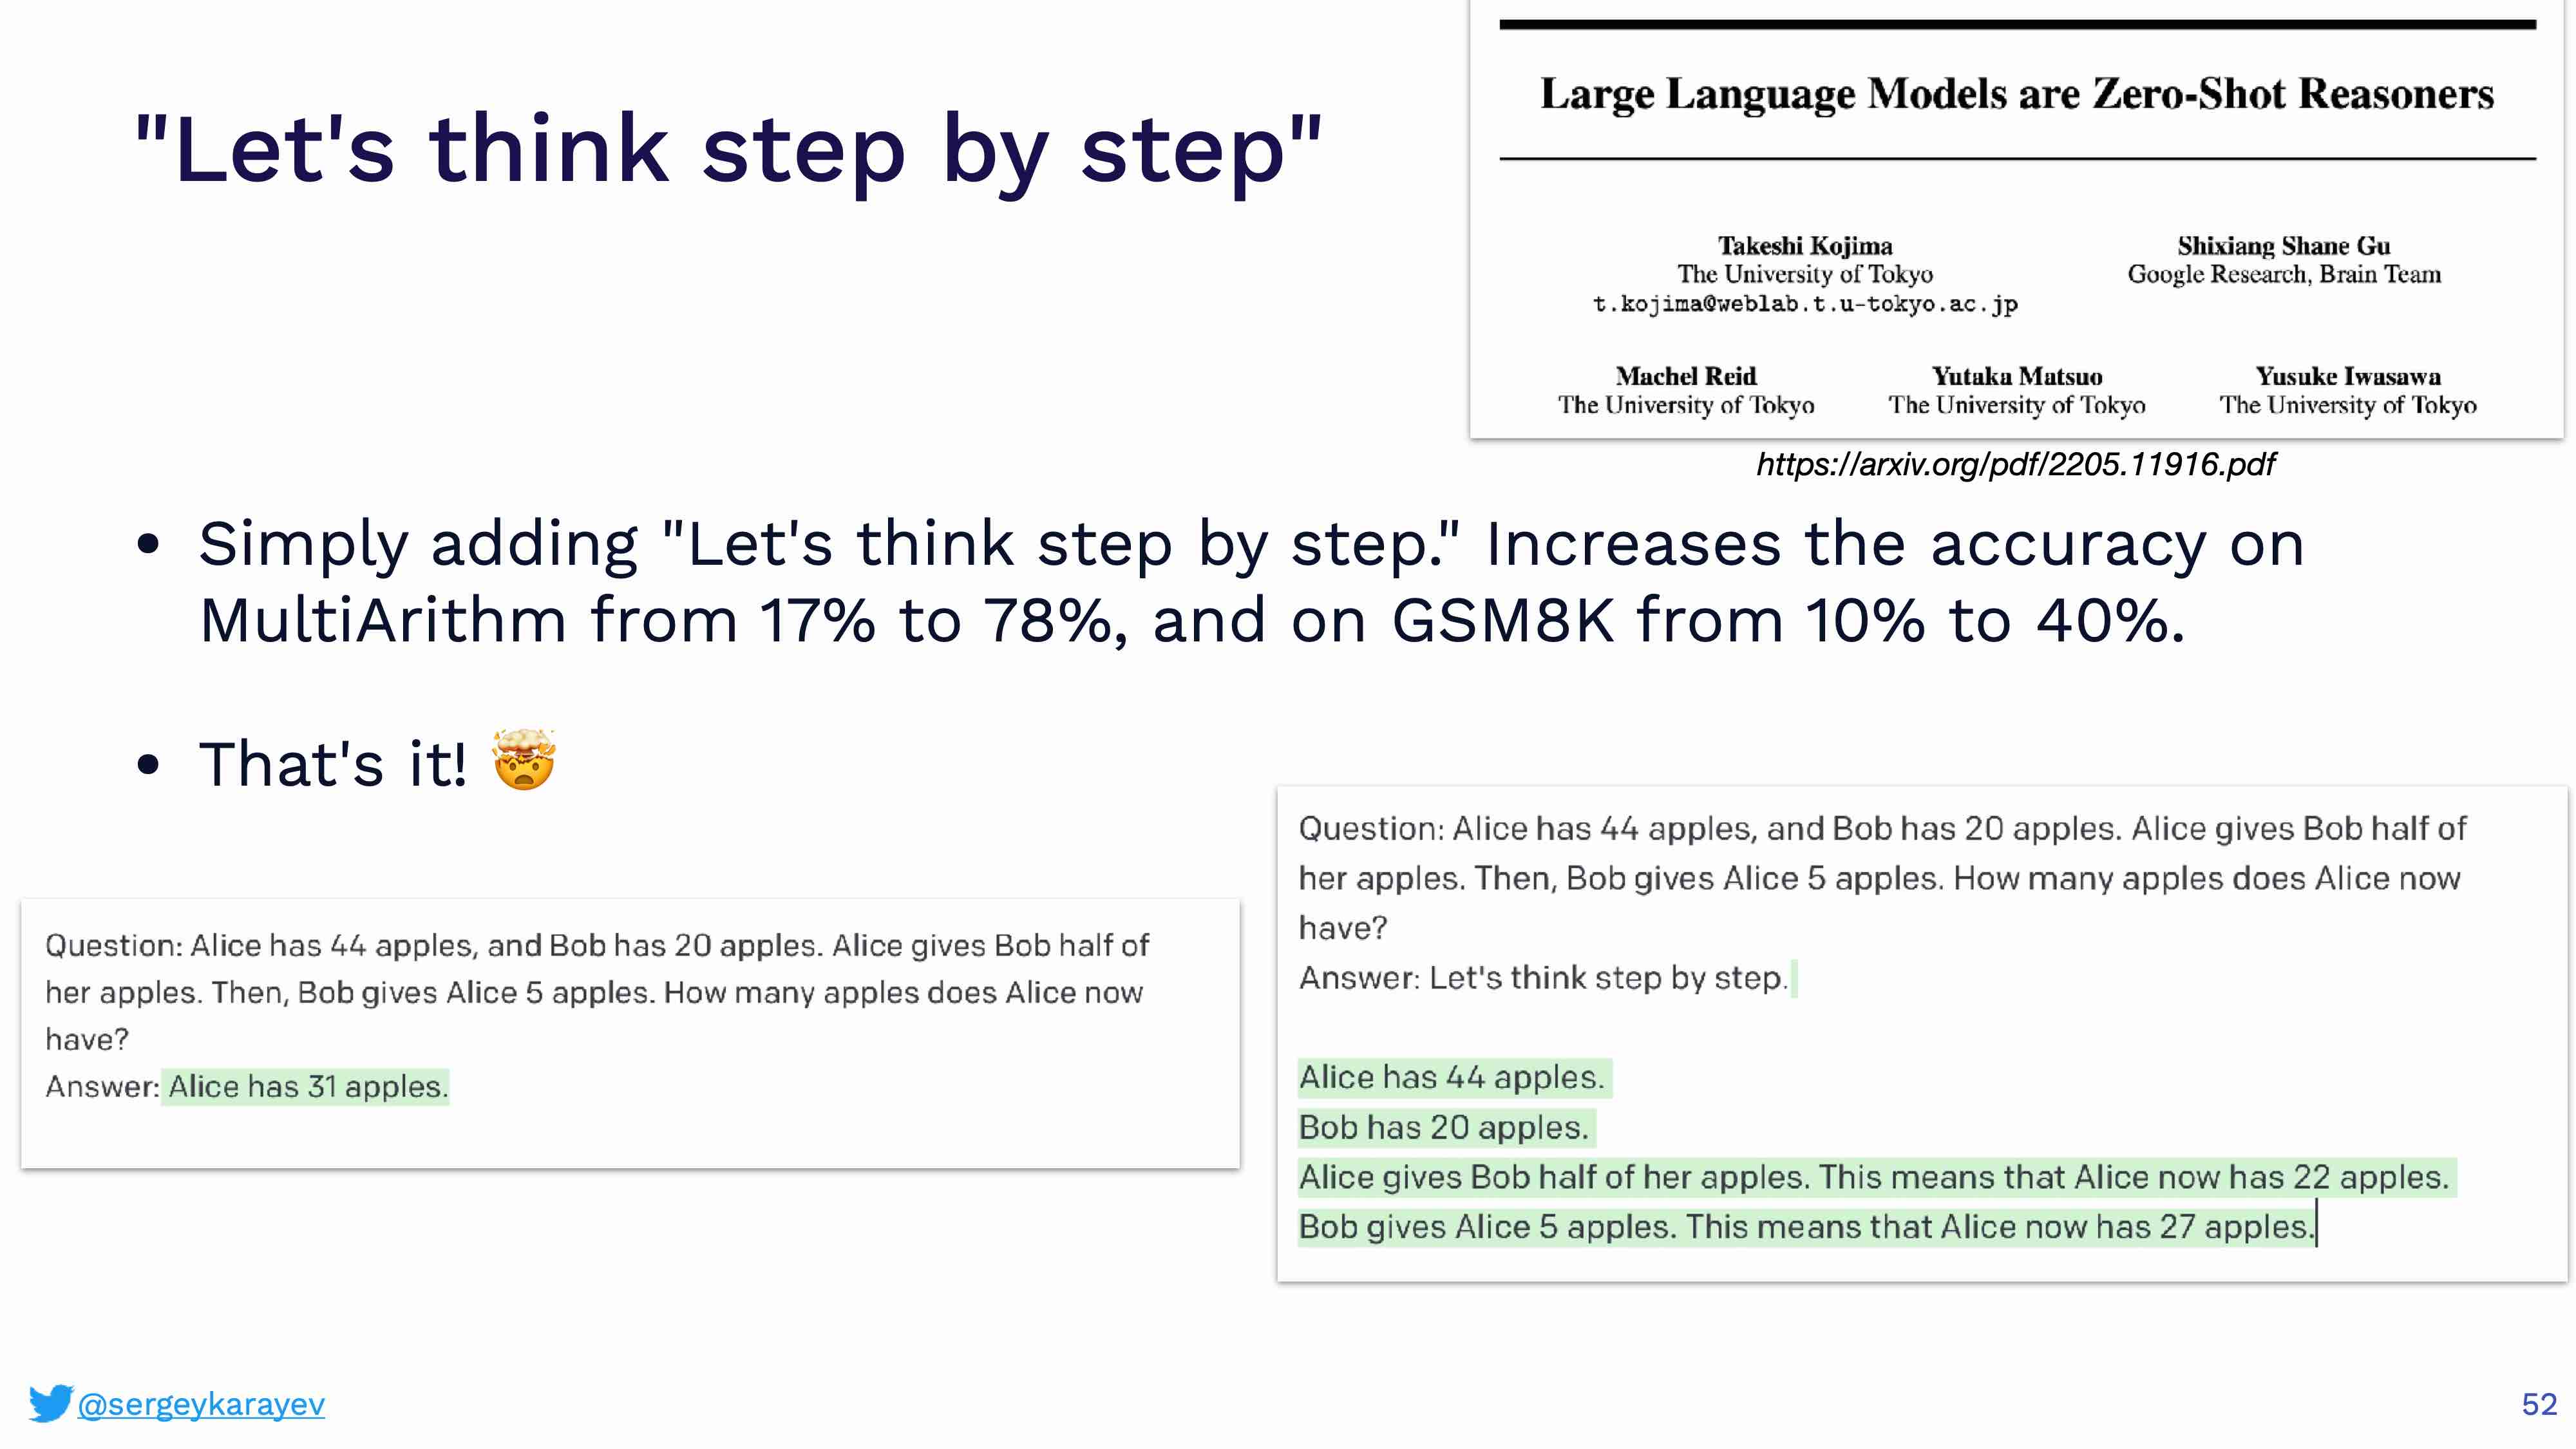 "Let's think step by step"
Large Language Models are Zero-Shot Reasoners
Takeshi Kojima
The University of Tokyo
t.kojima@weblab.t.u-tokyo.ac.jp
Shixiang Shane Gu
Google Research, Brain Team
Machel Reid
The University of Tokyo
Yutaka Matsuo
The University of Tokyo
Yusuke Iwasawa
The University of Tokyo
https://arxiv.org/pdf/2205.11916.pdf
• Simply adding "Let's think step by step." Increases the accuracy on
MultiArithm from 17% to 78%, and on GSM8K from 10% to 40%.
• That's it! 🤯
Question: Alice has 44 apples, and Bob has 20 apples. Alice gives Bob half of
her apples. Then, Bob gives Alice 5 apples. How many apples does Alice now
have?
Answer: Alice has 31 apples.
Question: Alice has 44 apples, and Bob has 20 apples. Alice gives Bob half of
her apples. Then, Bob gives Alice 5 apples. How many apples does Alice now
have?
Answer: Let's think step by step.
Alice has 44 apples.
Bob has 20 apples.
Alice gives Bob half of her apples. This means that Alice now has 22 apples.
Bob gives Alice 5 apples. This means that Alice now has 27 apples.
@sergeykarayev
52